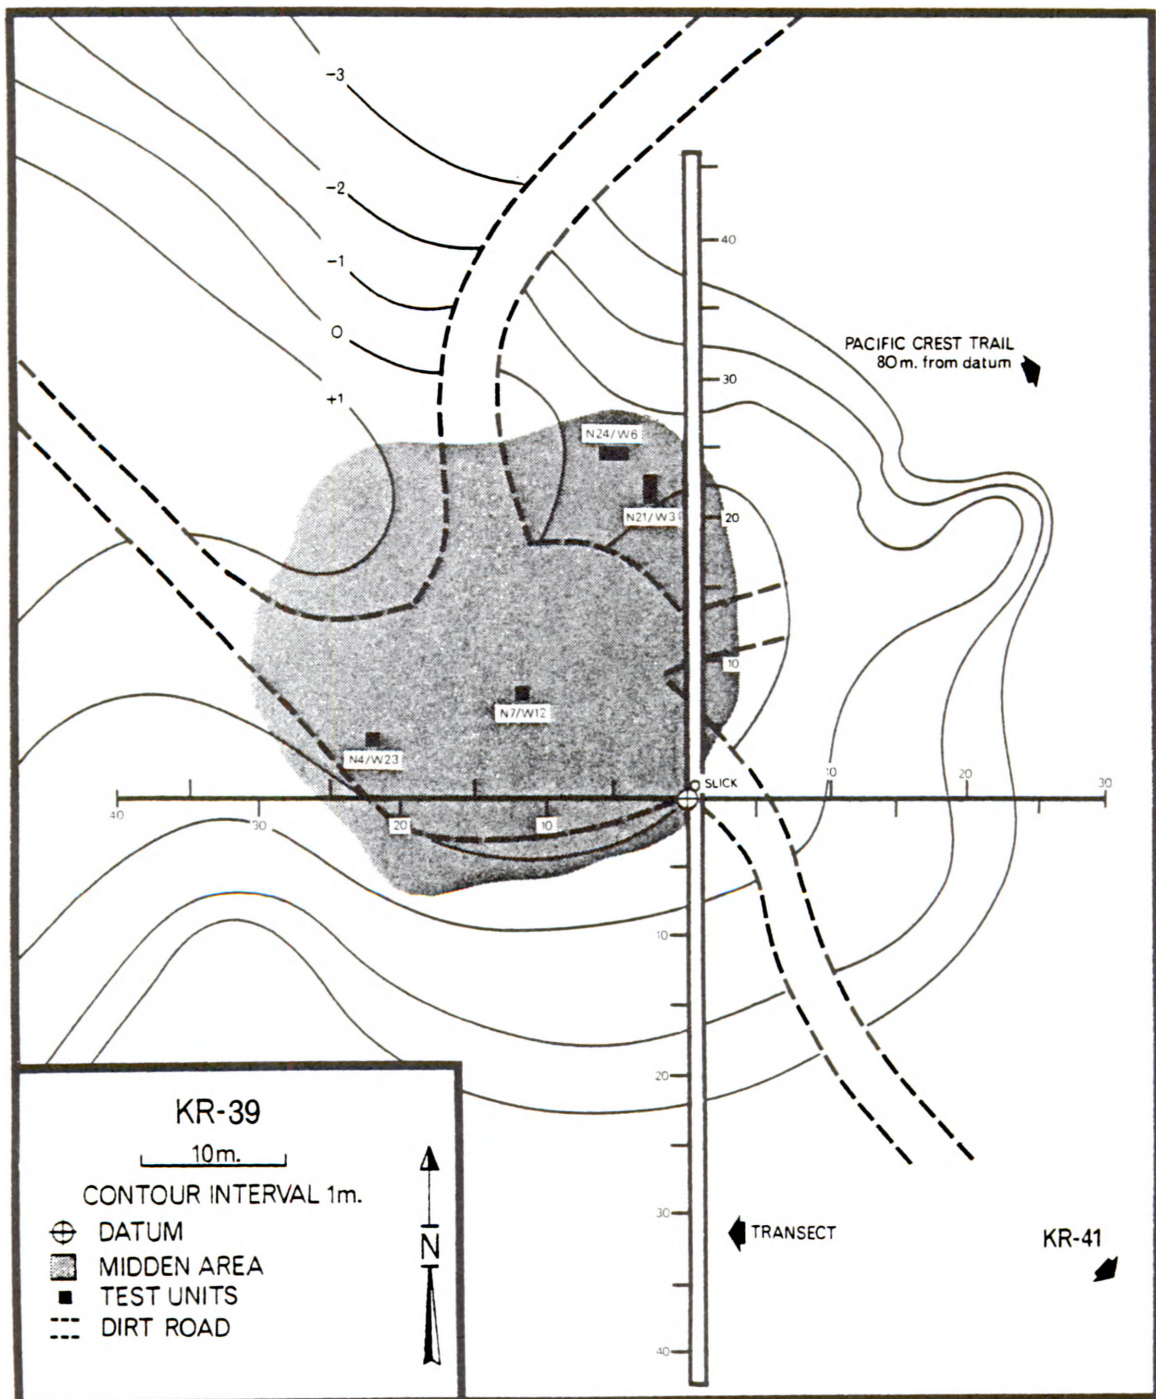 -3
-2
-1
0
+1
40
PACIFIC CREST TRAIL
80m. from datum
30
N24/W6
N21/W3
20
10
N7/W12
N4/W23
SLICK
40
30
20
10
10
20
30
10
20
30
40
TRANSECT
KR-41
KR-39
10m.
CONTOUR INTERVAL 1m.
DATUM
MIDDEN AREA
TEST UNITS
DIRT ROAD
N